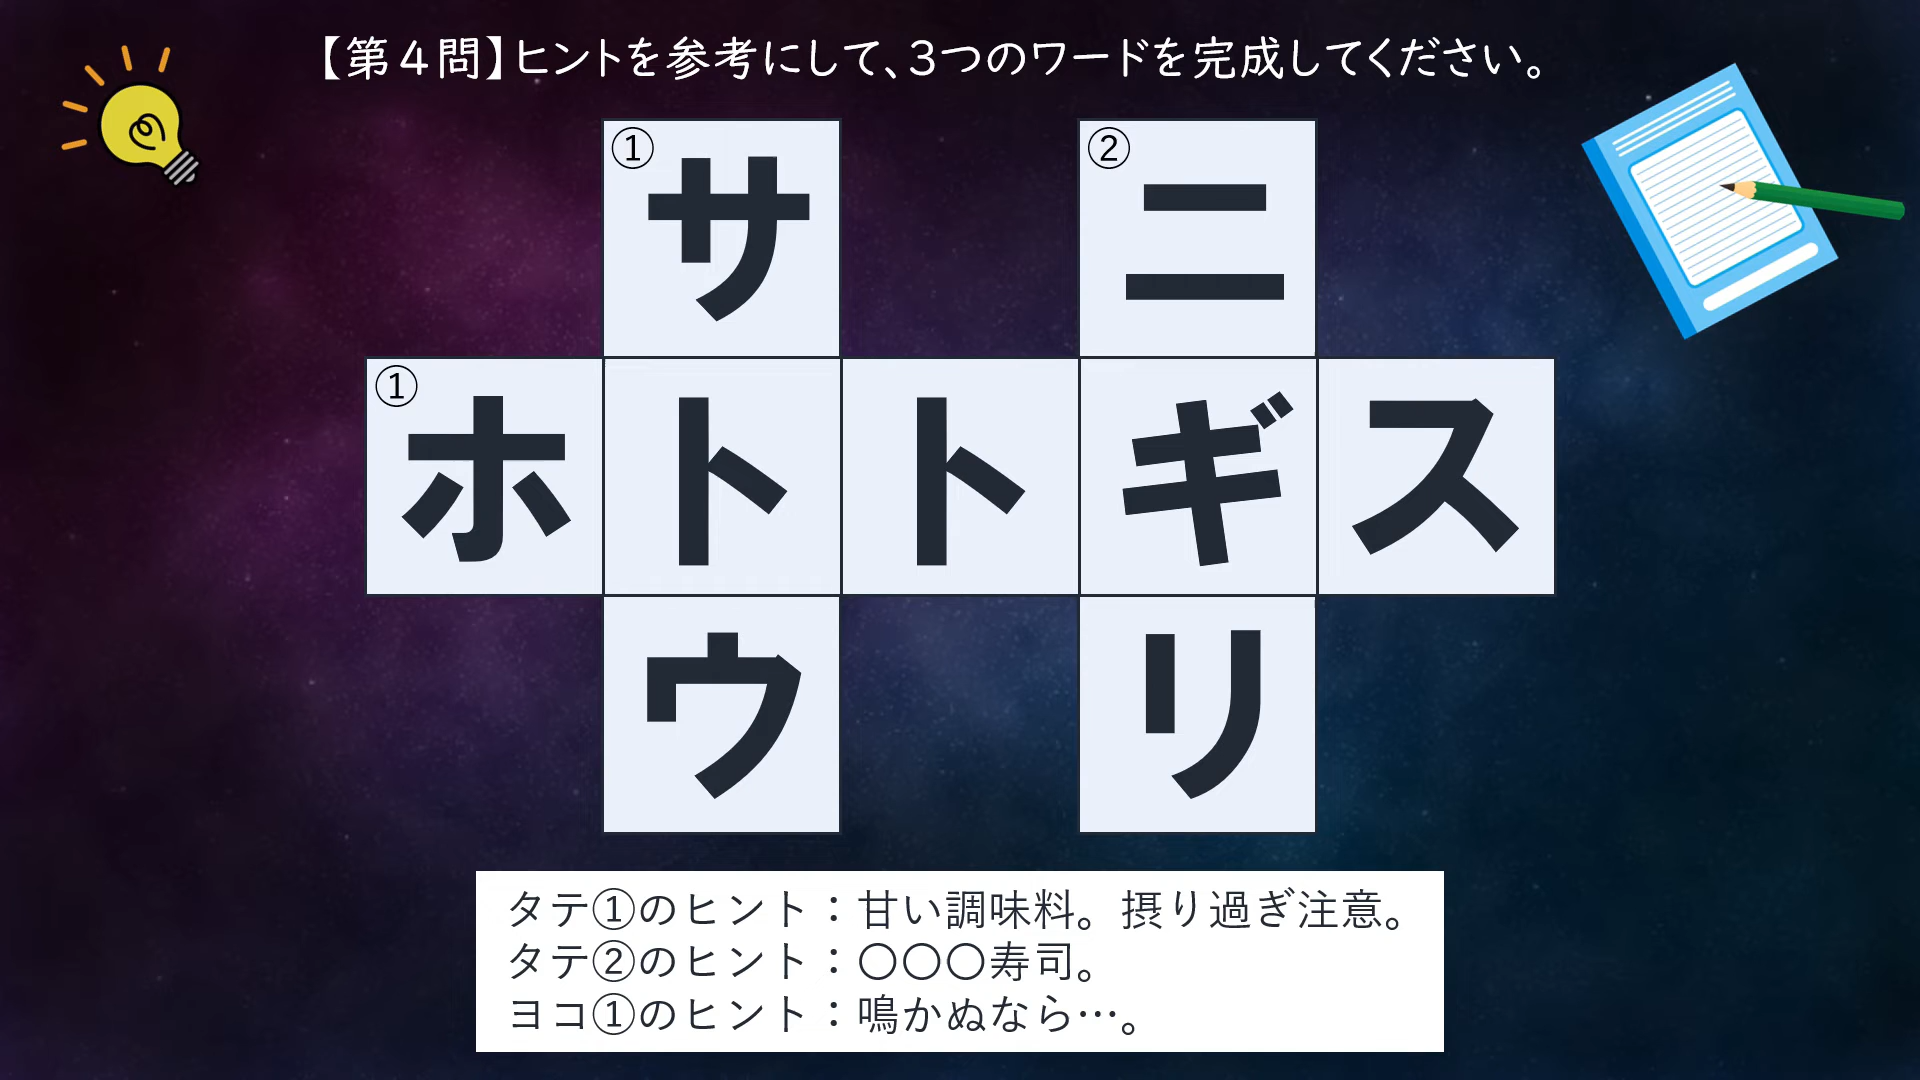 【第4問】ヒントを参考にして、3つのワードを完成してください。
① サ ② ニ
① ホ ト ト ギ ス
ウ リ
タテ①のヒント：甘い調味料。摂り過ぎ注意。
タテ②のヒント：〇〇〇寿司。
ヨコ①のヒント：鳴かぬなら…。